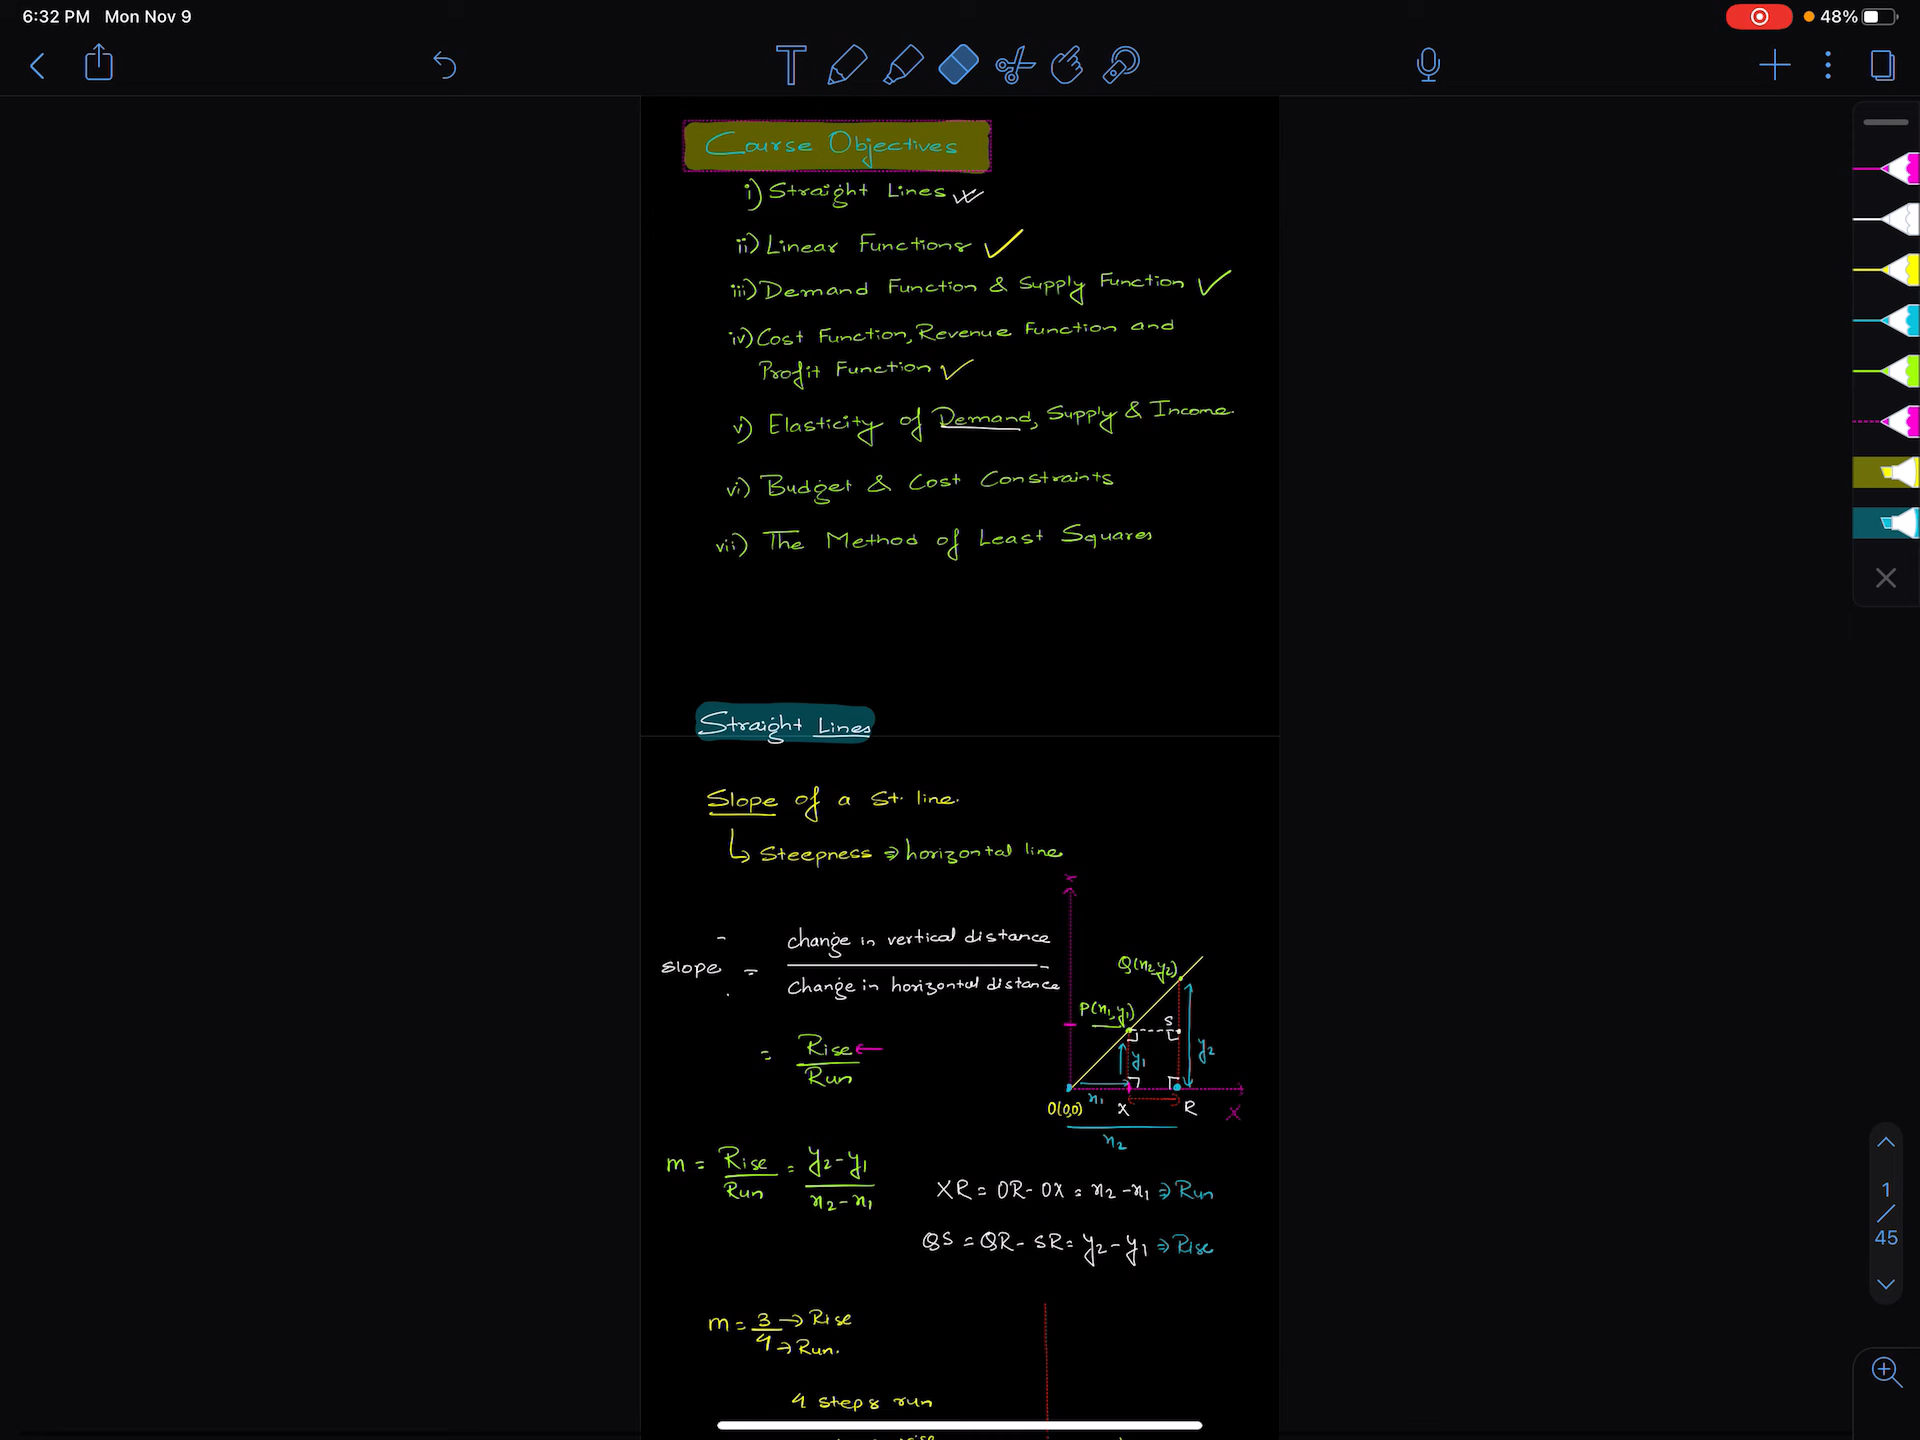 6:32 PM Mon Nov 9
48%
Course Objectives
i) Straight Lines
ii) Linear Functions
iii) Demand Function & Supply Function
iv) Cost Function, Revenue Function and
Profit Function
v) Elasticity of Demand, Supply & Income.
vi) Budget & Cost Constraints
vii) The Method of Least Squares
Straight Lines
Slope of a St. line.
↳ Steepness ⇒ horizontal line
slope = change in vertical distance
change in horizontal distance
= Rise ←
Run
Q(x2,y2)
P(x1,y1)
S
y1
y2
x1
O(0,0)
X
R
X
x2
m = Rise / Run = y2-y1 / x2-x1
XR = OR - OX = x2 - x1 ⇒ Run
QS = QR - SR = y2 - y1 ⇒ Rise
m = 3 → Rise
4 → Run.
4 steps run
rise
1
/
45